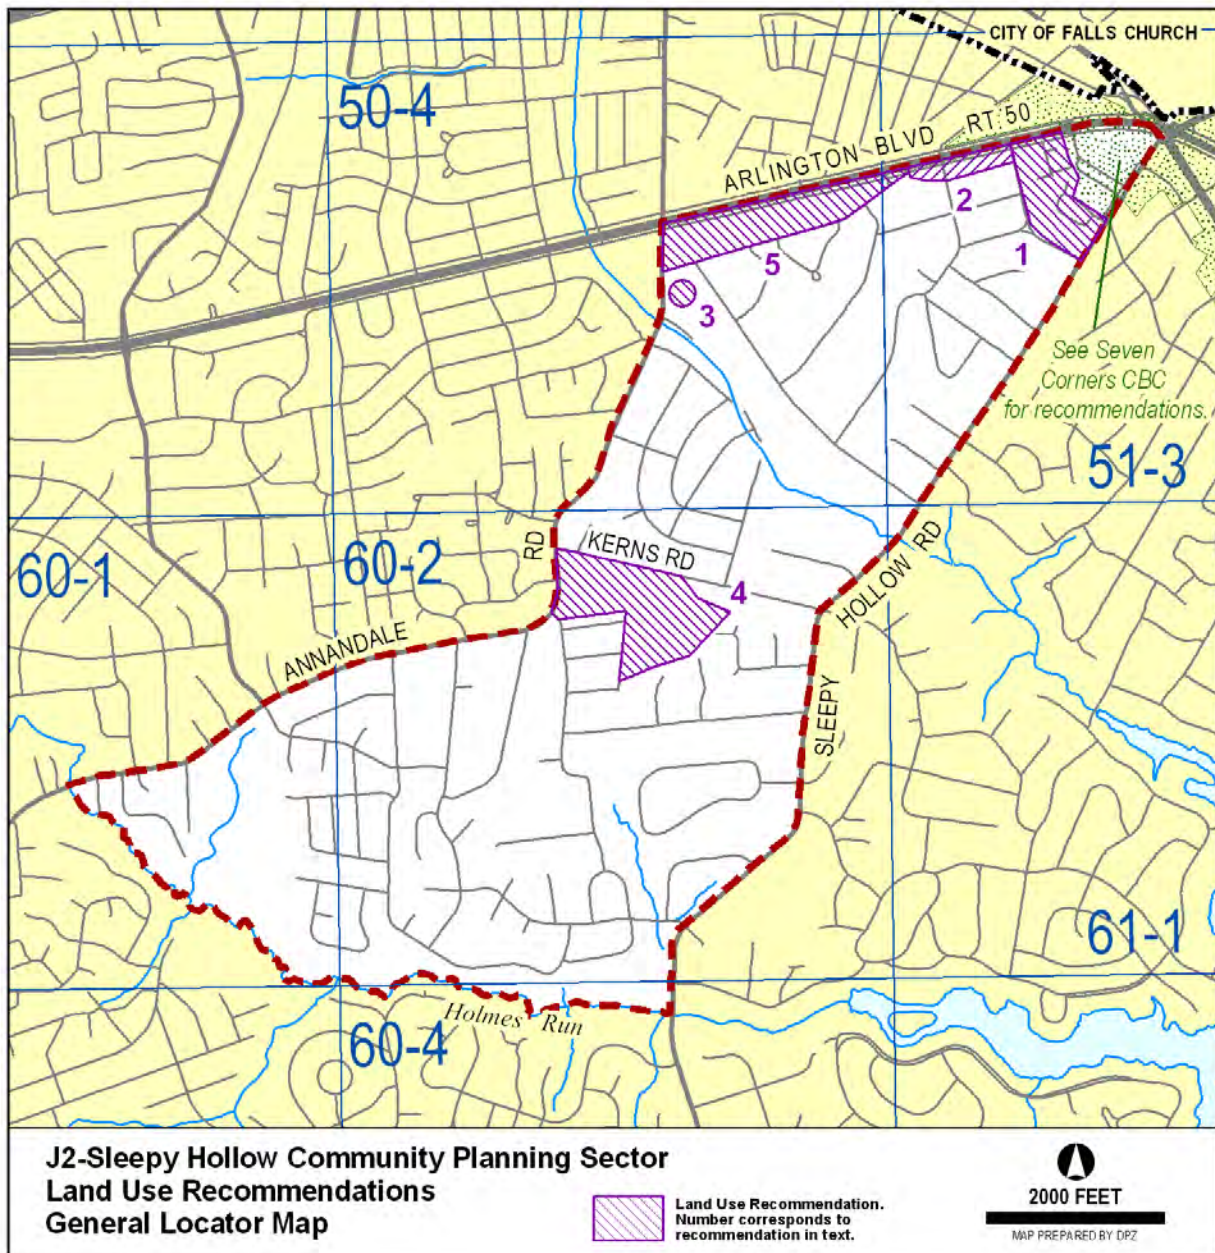 CITY OF FALLS CHURCH
50-4
ARLINGTON BLVD RT 50
2
1
5
3
See Seven
Corners CBC
for recommendations.
51-3
60-1
60-2
RD
KERNS RD
4
HOLLOW RD
ANNANDALE
SLEEPY
61-1
Holmes Run
60-4
J2-Sleepy Hollow Community Planning Sector
Land Use Recommendations
General Locator Map
Land Use Recommendation.
Number corresponds to
recommendation in text.
2000 FEET
MAP PREPARED BY DPZ